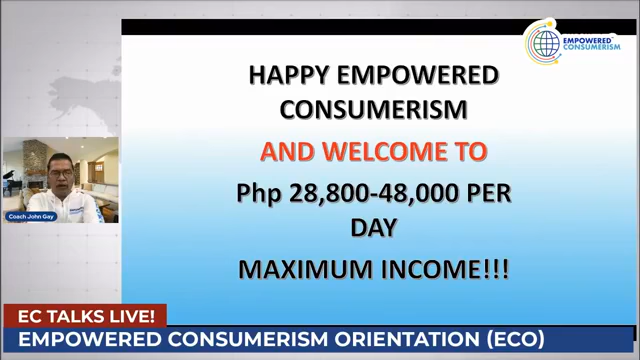 EMPOWERED
CONSUMERISM
HAPPY EMPOWERED
CONSUMERISM
AND WELCOME TO
Php 28,800-48,000 PER
DAY
MAXIMUM INCOME!!!
Coach John Gay
EC TALKS LIVE!
EMPOWERED CONSUMERISM ORIENTATION (ECO)